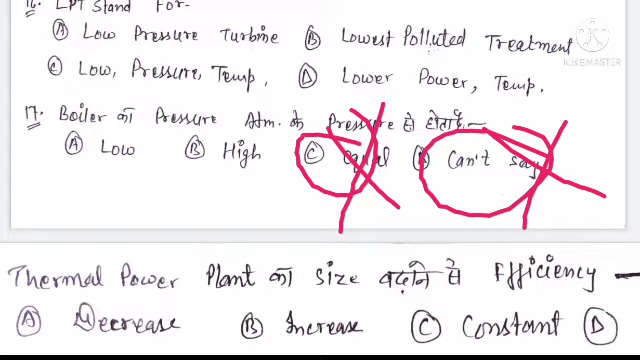 16. LPT Stand For-
Ⓐ Low Pressure Turbine Ⓑ Lowest Polluted Treatment
Ⓒ Low, Pressure, Temp. Ⓓ Lower Power, Temp.
17. Boiler का Pressure Atm. के Pressure से होता है -
Ⓐ Low Ⓑ High Ⓒ Equal Ⓓ Can't say
Thermal Power Plant का Size बढ़ाने से Efficiency -
Ⓐ Decrease Ⓑ Increase Ⓒ Constant Ⓓ
KINEMASTER